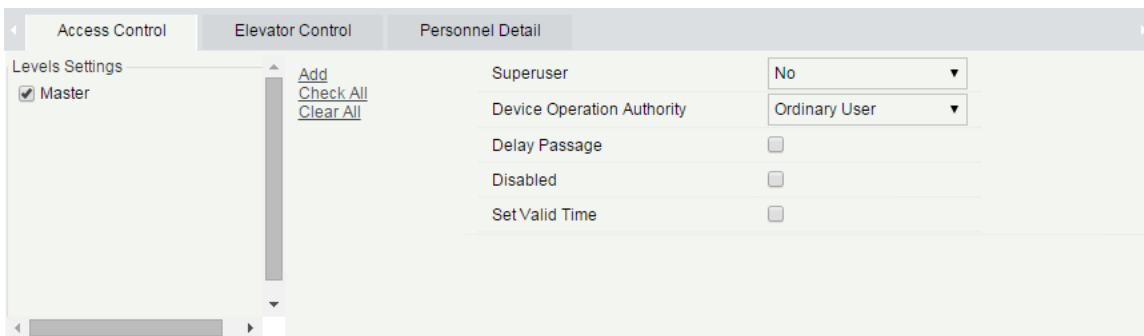 Access Control
Elevator Control
Personnel Detail
Levels Settings
Master
Add
Check All
Clear All
Superuser No
Device Operation Authority Ordinary User
Delay Passage
Disabled
Set Valid Time